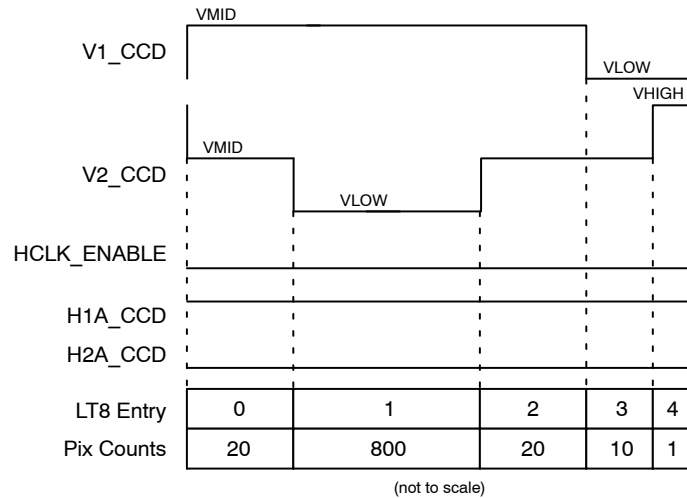 VMID
V1_CCD
VLOW
VHIGH
VMID
V2_CCD
VLOW
HCLK_ENABLE
H1A_CCD
H2A_CCD
LT8 Entry 0 1 2 3 4
Pix Counts 20 800 20 10 1
(not to scale)